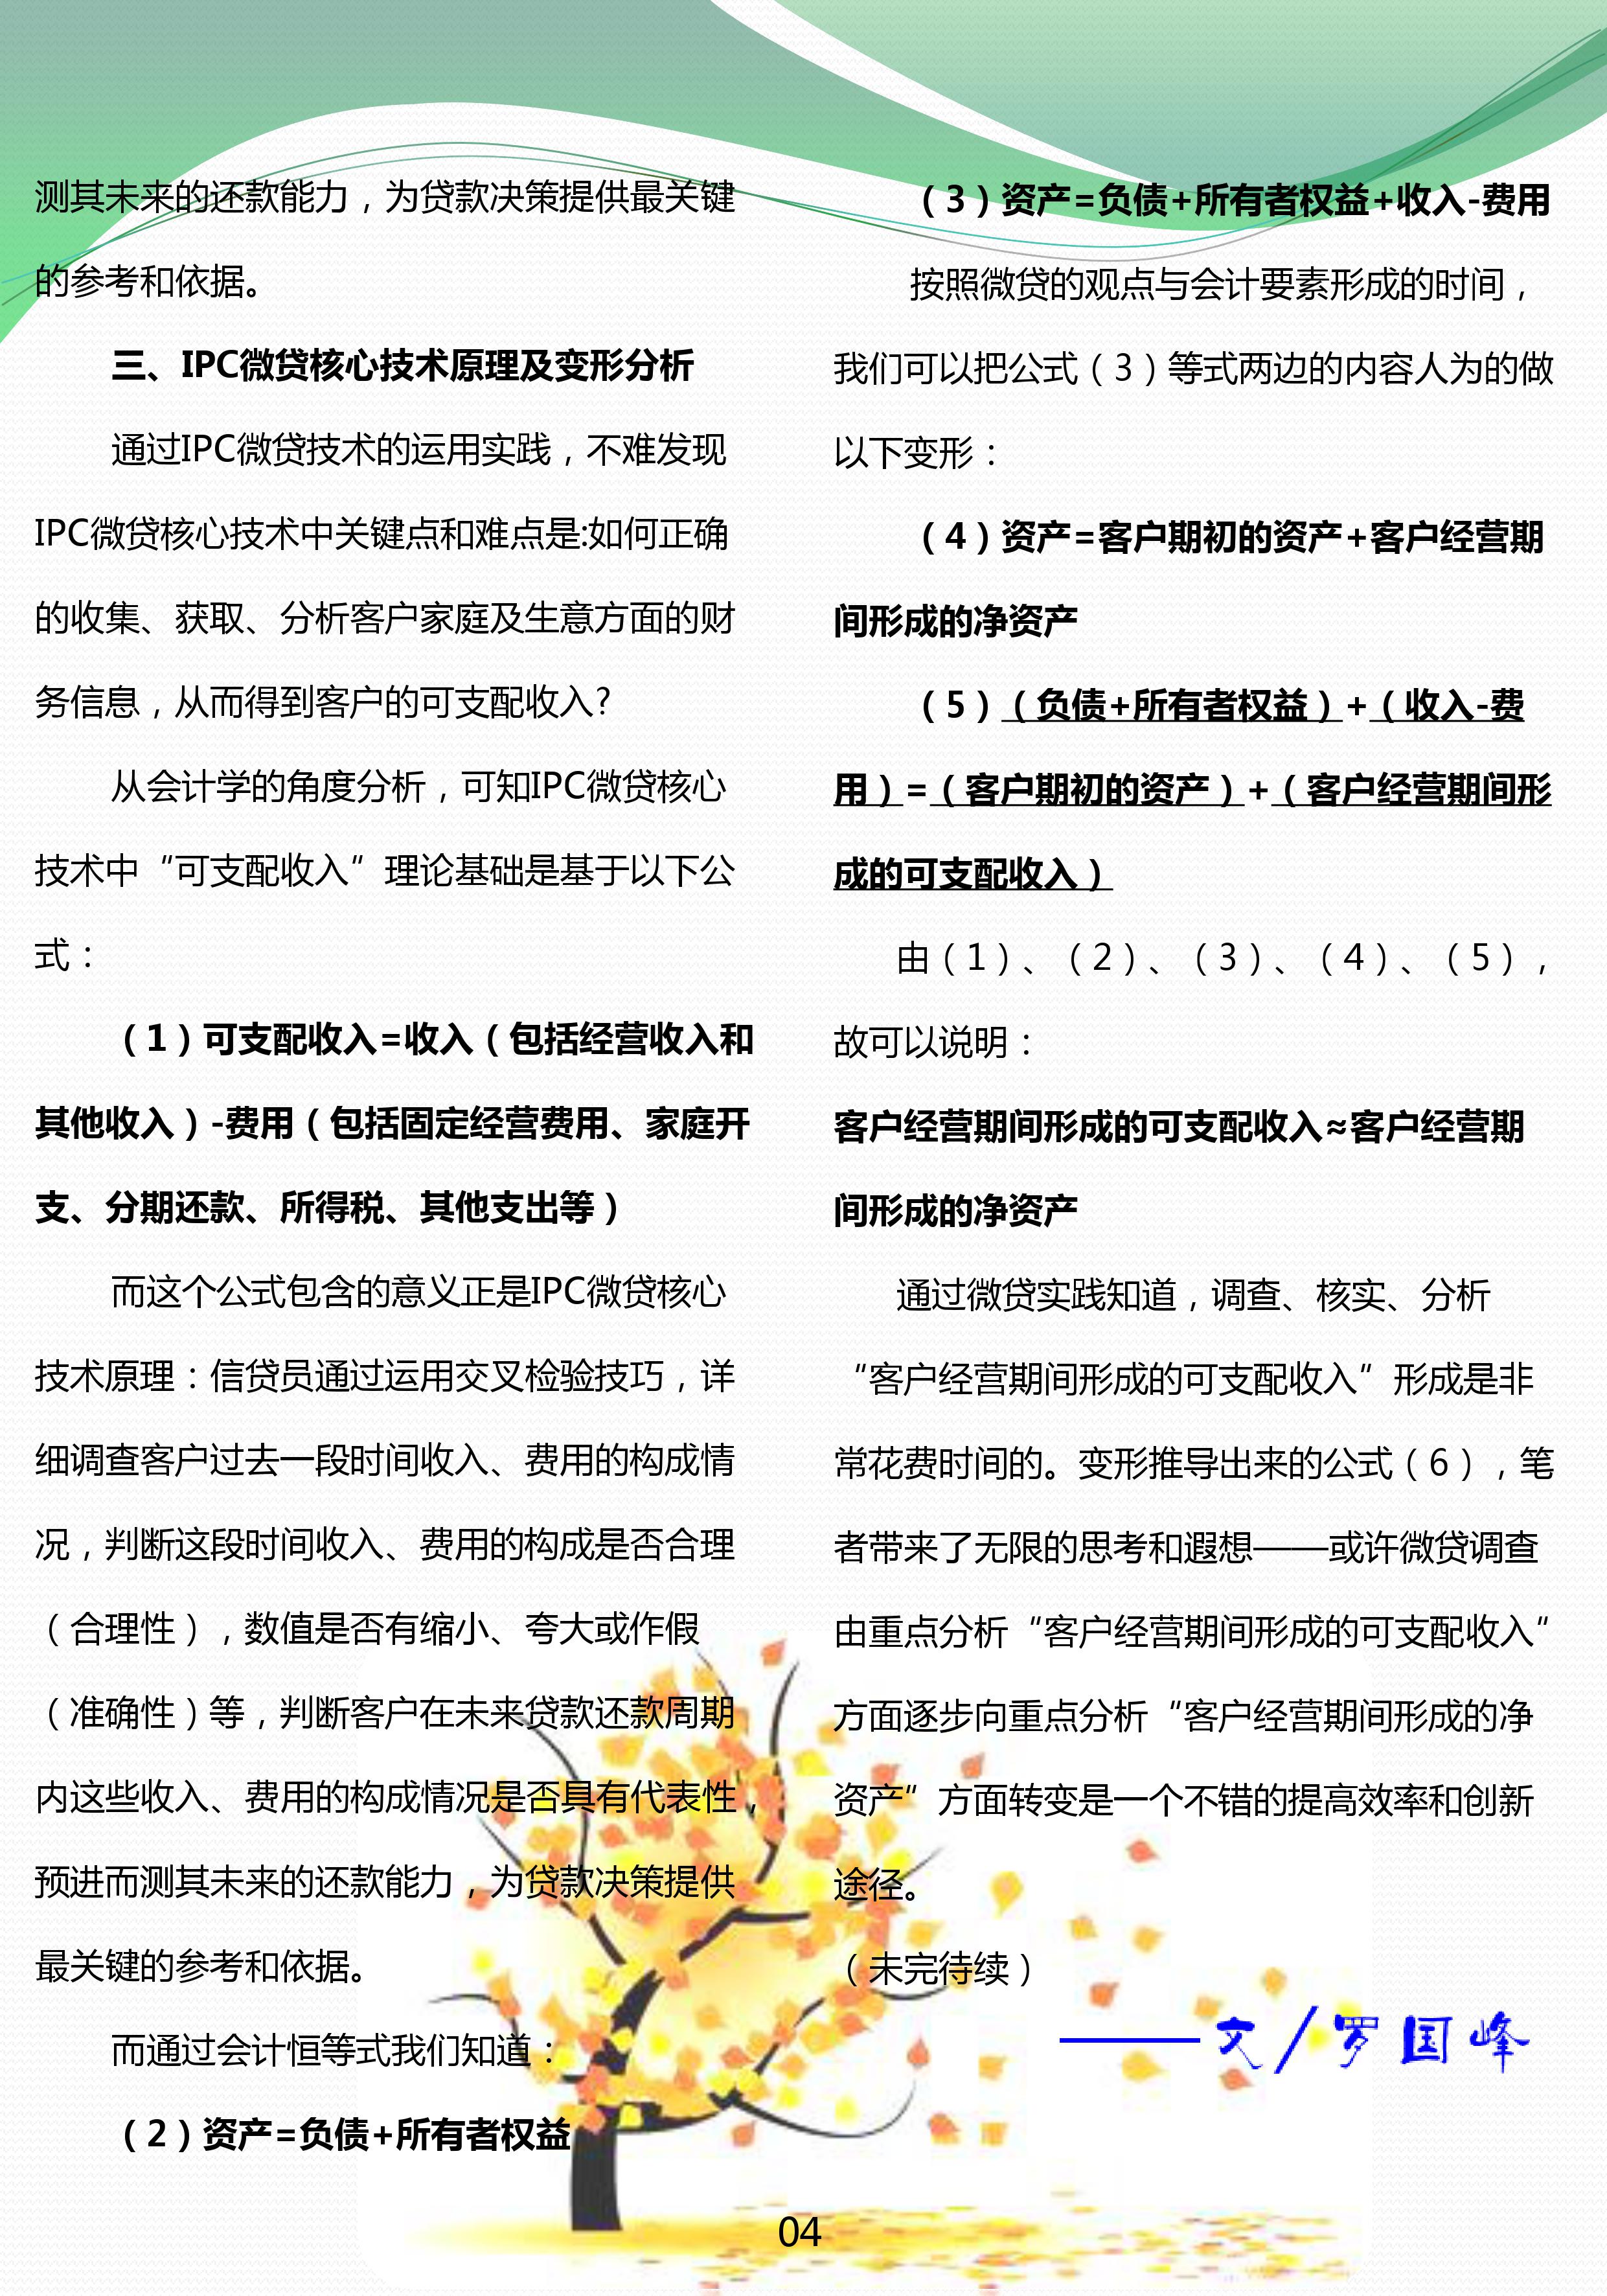 测其未来的还款能力，为贷款决策提供最关键
的参考和依据。
三、IPC微贷核心技术原理及变形分析
通过IPC微贷技术的运用实践，不难发现
IPC微贷核心技术中关键点和难点是:如何正确
的收集、获取、分析客户家庭及生意方面的财
务信息，从而得到客户的可支配收入?
从会计学的角度分析，可知IPC微贷核心
技术中“可支配收入”理论基础是基于以下公
式：
（1）可支配收入=收入（包括经营收入和
其他收入）-费用（包括固定经营费用、家庭开
支、分期还款、所得税、其他支出等）
而这个公式包含的意义正是IPC微贷核心
技术原理：信贷员通过运用交叉检验技巧，详
细调查客户过去一段时间收入、费用的构成情
况，判断这段时间收入、费用的构成是否合理
（合理性），数值是否有缩小、夸大或作假
（准确性）等，判断客户在未来贷款还款周期
内这些收入、费用的构成情况是否具有代表性，
预进而测其未来的还款能力，为贷款决策提供
最关键的参考和依据。
而通过会计恒等式我们知道：
（2）资产=负债+所有者权益
（3）资产=负债+所有者权益+收入-费用
按照微贷的观点与会计要素形成的时间，
我们可以把公式（3）等式两边的内容人为的做
以下变形：
（4）资产=客户期初的资产+客户经营期
间形成的净资产
（5）（负债+所有者权益）+（收入-费
用）=（客户期初的资产）+（客户经营期间形
成的可支配收入）
由（1）、（2）、（3）、（4）、（5），
故可以说明：
客户经营期间形成的可支配收入≈客户经营期
间形成的净资产
通过微贷实践知道，调查、核实、分析
“客户经营期间形成的可支配收入”形成是非
常花费时间的。变形推导出来的公式（6），笔
者带来了无限的思考和遐想——或许微贷调查
由重点分析“客户经营期间形成的可支配收入”
方面逐步向重点分析“客户经营期间形成的净
资产”方面转变是一个不错的提高效率和创新
途径。
（未完待续）
——文/罗国峰
04